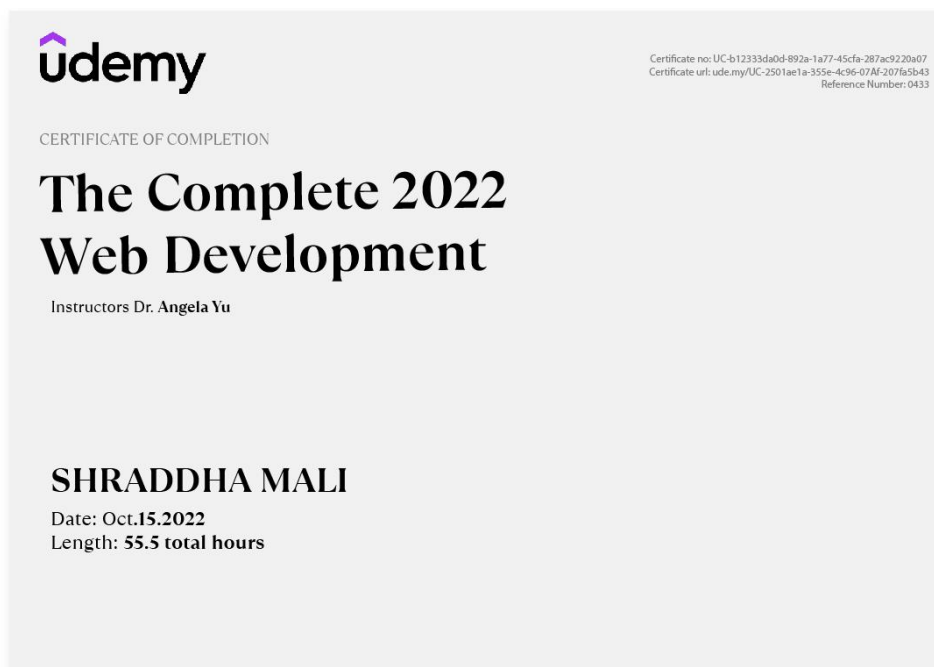 udemy
Certificate no: UC-b12333da0d-892a-1a77-45cfa-287ac9220a07
Certificate url: ude.my/UC-2501ae1a-355e-4c96-07Af-207fa5b43
Reference Number: 0433
CERTIFICATE OF COMPLETION
The Complete 2022
Web Development
Instructors Dr. Angela Yu
SHRADDHA MALI
Date: Oct.15.2022
Length: 55.5 total hours